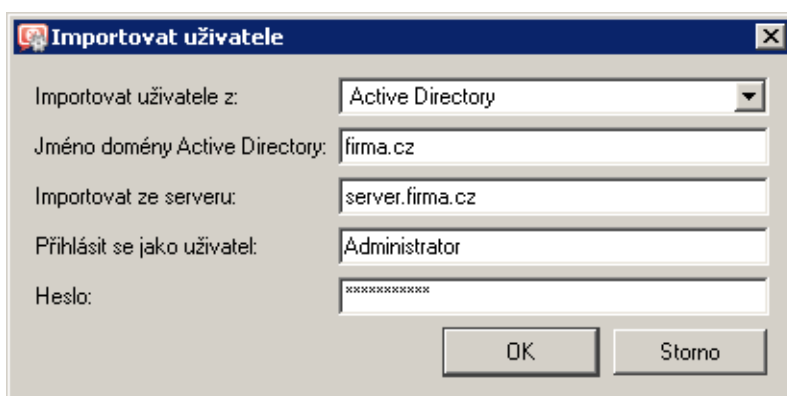 Importovat uživatele
Importovat uživatele z: Active Directory
Jméno domény Active Directory: firma.cz
Importovat ze serveru: server.firma.cz
Přihlásit se jako uživatel: Administrator
Heslo: ***********
OK Storno